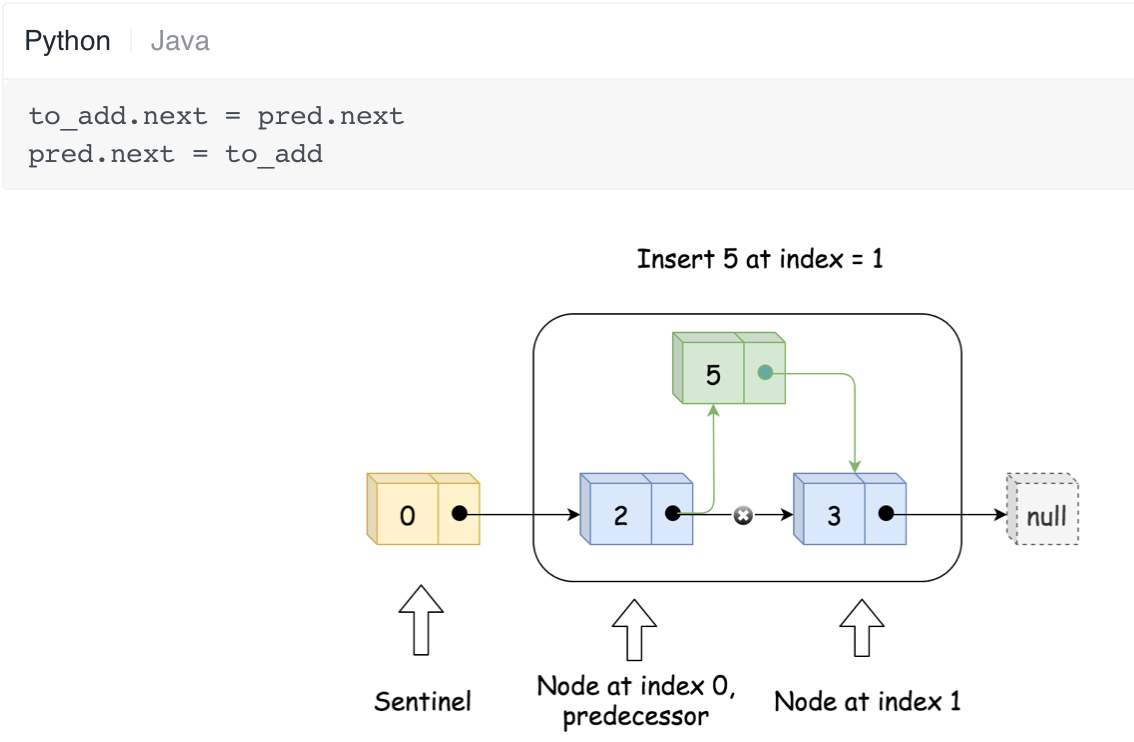 Python Java
to_add.next = pred.next
pred.next = to_add
Insert 5 at index = 1
5
0
2
3
null
Sentinel
Node at index 0,
predecessor
Node at index 1